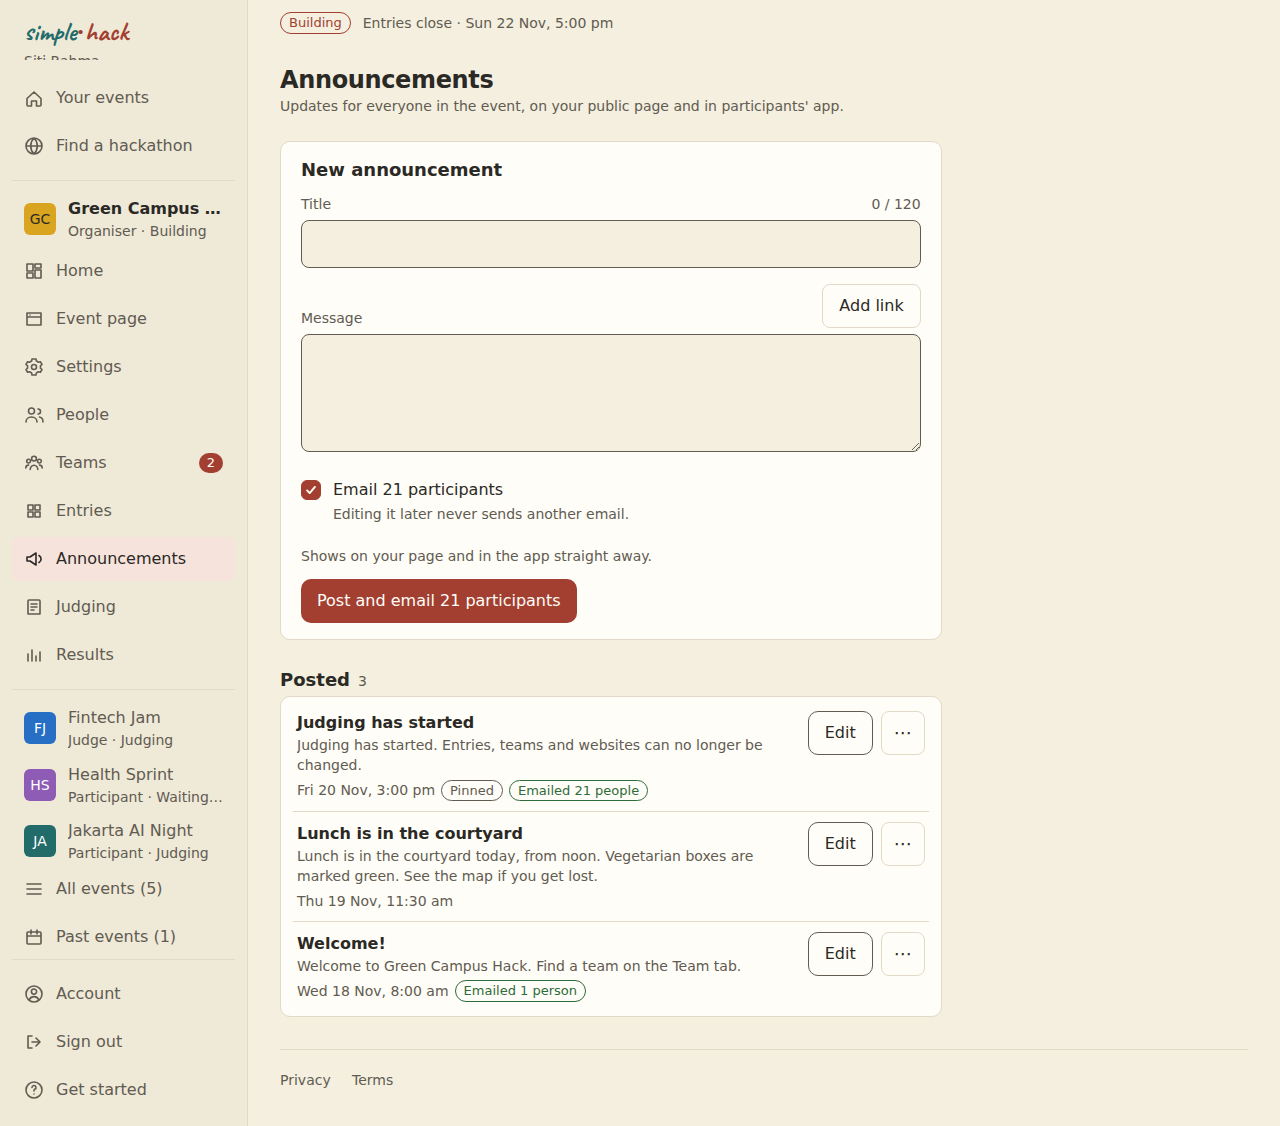 simple·hack
Siti Rahma
Your events
Find a hackathon
GC
Green Campus …
Organiser · Building
Home
Event page
Settings
People
Teams
2
Entries
Announcements
Judging
Results
FJ
Fintech Jam
Judge · Judging
HS
Health Sprint
Participant · Waiting…
JA
Jakarta AI Night
Participant · Judging
All events (5)
Past events (1)
Account
Sign out
Get started
Building
Entries close · Sun 22 Nov, 5:00 pm
Announcements
Updates for everyone in the event, on your public page and in participants' app.
New announcement
Title
0 / 120
Add link
Message
Email 21 participants
Editing it later never sends another email.
Shows on your page and in the app straight away.
Post and email 21 participants
Posted 3
Judging has started
Judging has started. Entries, teams and websites can no longer be
changed.
Fri 20 Nov, 3:00 pm
Pinned
Emailed 21 people
Edit
⋯
Lunch is in the courtyard
Lunch is in the courtyard today, from noon. Vegetarian boxes are
marked green. See the map if you get lost.
Thu 19 Nov, 11:30 am
Edit
⋯
Welcome!
Welcome to Green Campus Hack. Find a team on the Team tab.
Wed 18 Nov, 8:00 am
Emailed 1 person
Edit
⋯
Privacy
Terms